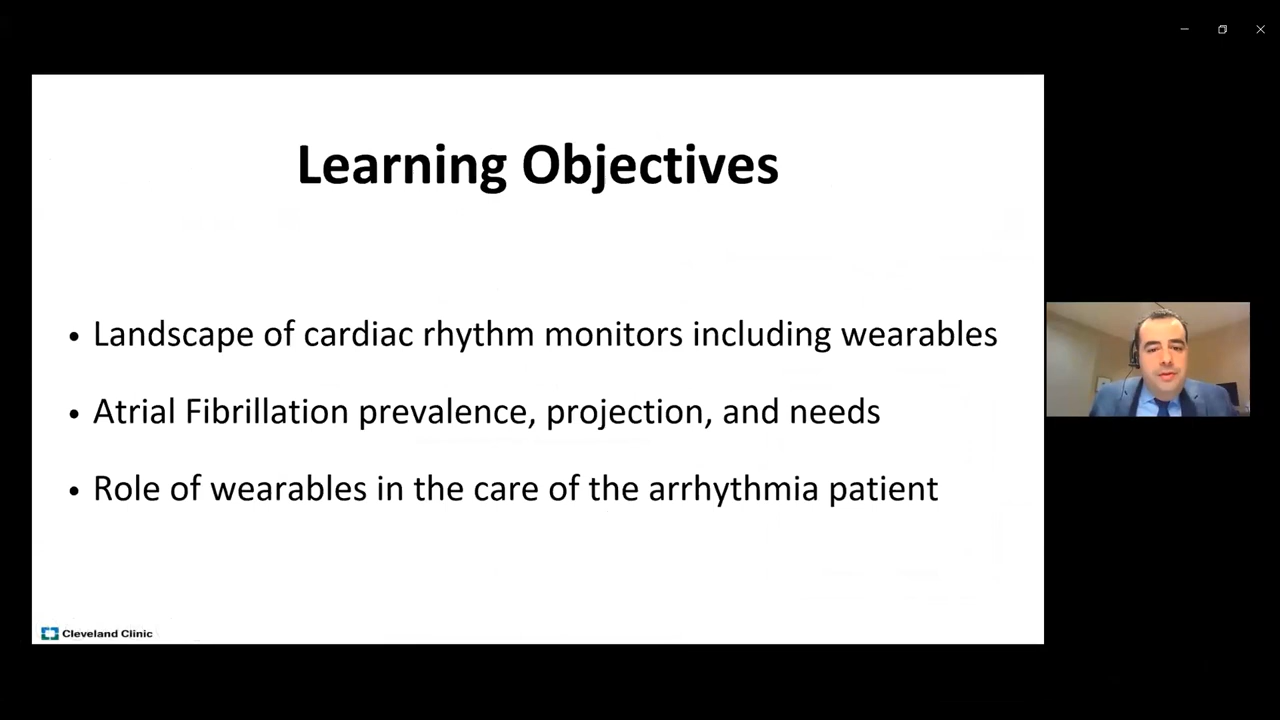 Learning Objectives
• Landscape of cardiac rhythm monitors including wearables
• Atrial Fibrillation prevalence, projection, and needs
• Role of wearables in the care of the arrhythmia patient
Cleveland Clinic